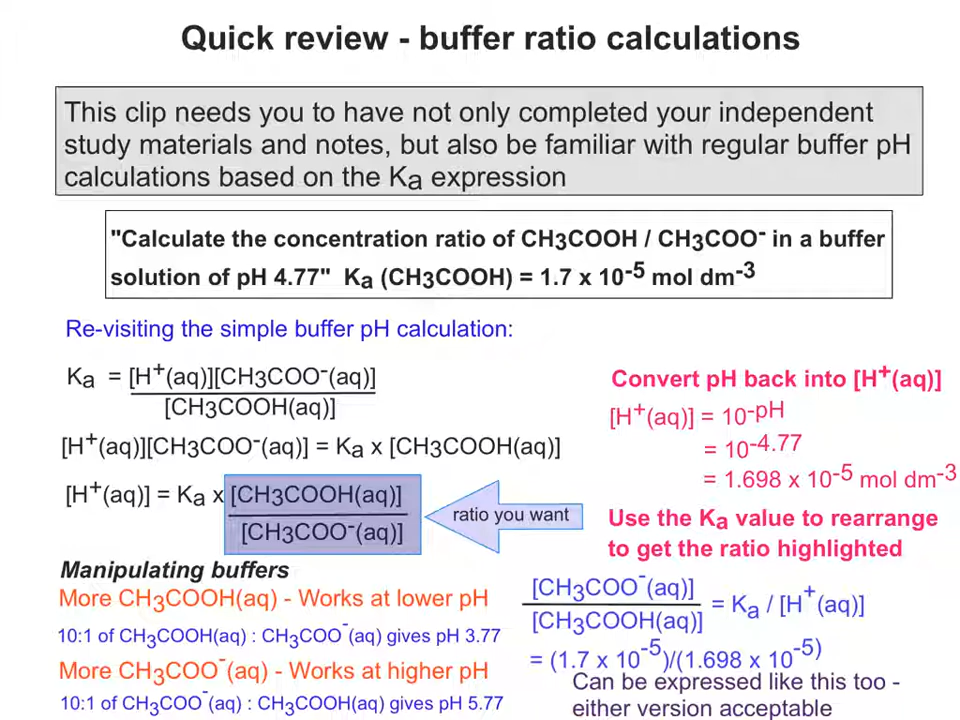 Quick review - buffer ratio calculations
This clip needs you to have not only completed your independent
study materials and notes, but also be familiar with regular buffer pH
calculations based on the Ka expression
"Calculate the concentration ratio of CH3COOH / CH3COO- in a buffer
solution of pH 4.77" Ka (CH3COOH) = 1.7 x 10-5 mol dm-3
Re-visiting the simple buffer pH calculation:
Ka = [H+(aq)][CH3COO-(aq)]
[CH3COOH(aq)]
[H+(aq)][CH3COO-(aq)] = Ka x [CH3COOH(aq)]
[H+(aq)] = Ka x [CH3COOH(aq)]
[CH3COO-(aq)]
ratio you want
Convert pH back into [H+(aq)]
[H+(aq)] = 10-pH
= 10-4.77
= 1.698 x 10-5 mol dm-3
Use the Ka value to rearrange
to get the ratio highlighted
Manipulating buffers
More CH3COOH(aq) - Works at lower pH
10:1 of CH3COOH(aq) : CH3COO-(aq) gives pH 3.77
More CH3COO-(aq) - Works at higher pH
10:1 of CH3COO-(aq) : CH3COOH(aq) gives pH 5.77
[CH3COO-(aq)]
[CH3COOH(aq)] = Ka / [H+(aq)]
= (1.7 x 10-5)/(1.698 x 10-5)
Can be expressed like this too -
either version acceptable